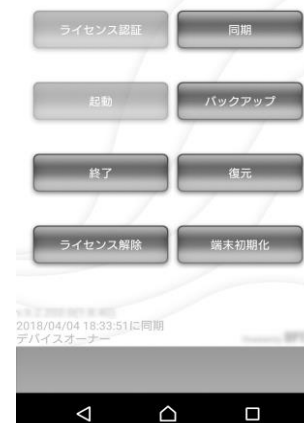 ライセンス認証
同期
起動
バックアップ
終了
復元
ライセンス解除
端末初期化
2018/04/04 18:33:51に同期
デバイスオーナー